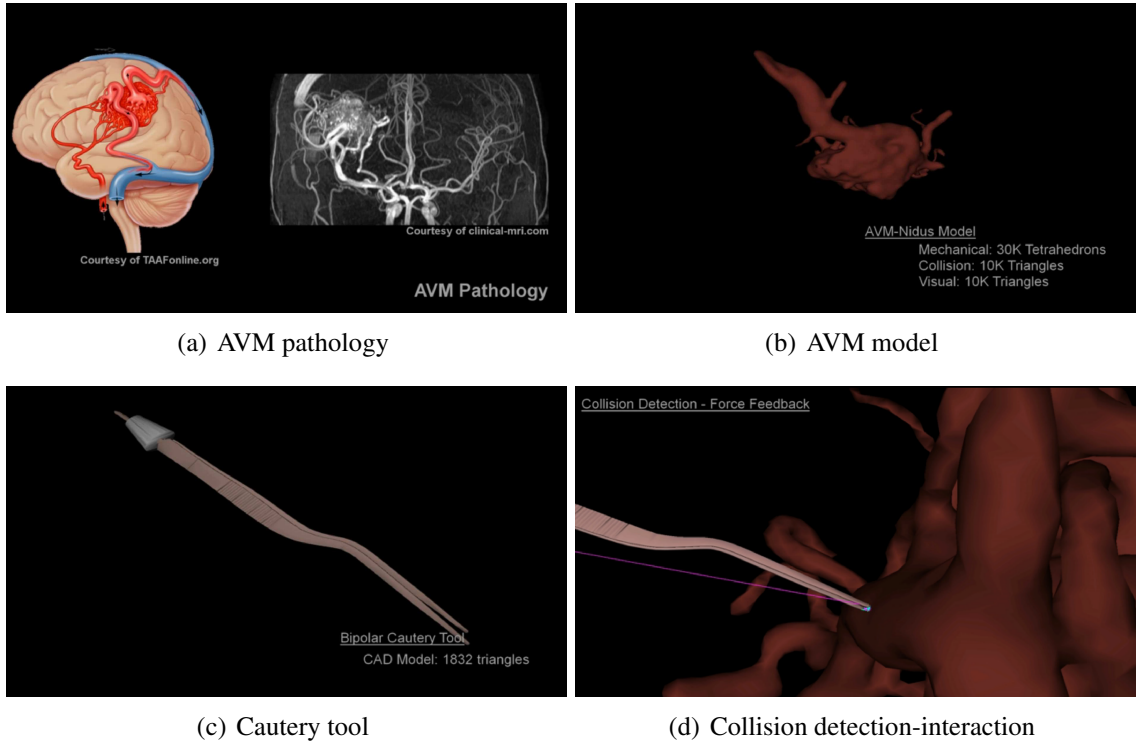 Courtesy of clinical-mri.com
Courtesy of TAAFonline.org
AVM Pathology
(a) AVM pathology
AVM-Nidus Model
Mechanical: 30K Tetrahedrons
Collision: 10K Triangles
Visual: 10K Triangles
(b) AVM model
Bipolar Cautery Tool
CAD Model: 1832 triangles
(c) Cautery tool
Collision Detection - Force Feedback
(d) Collision detection-interaction